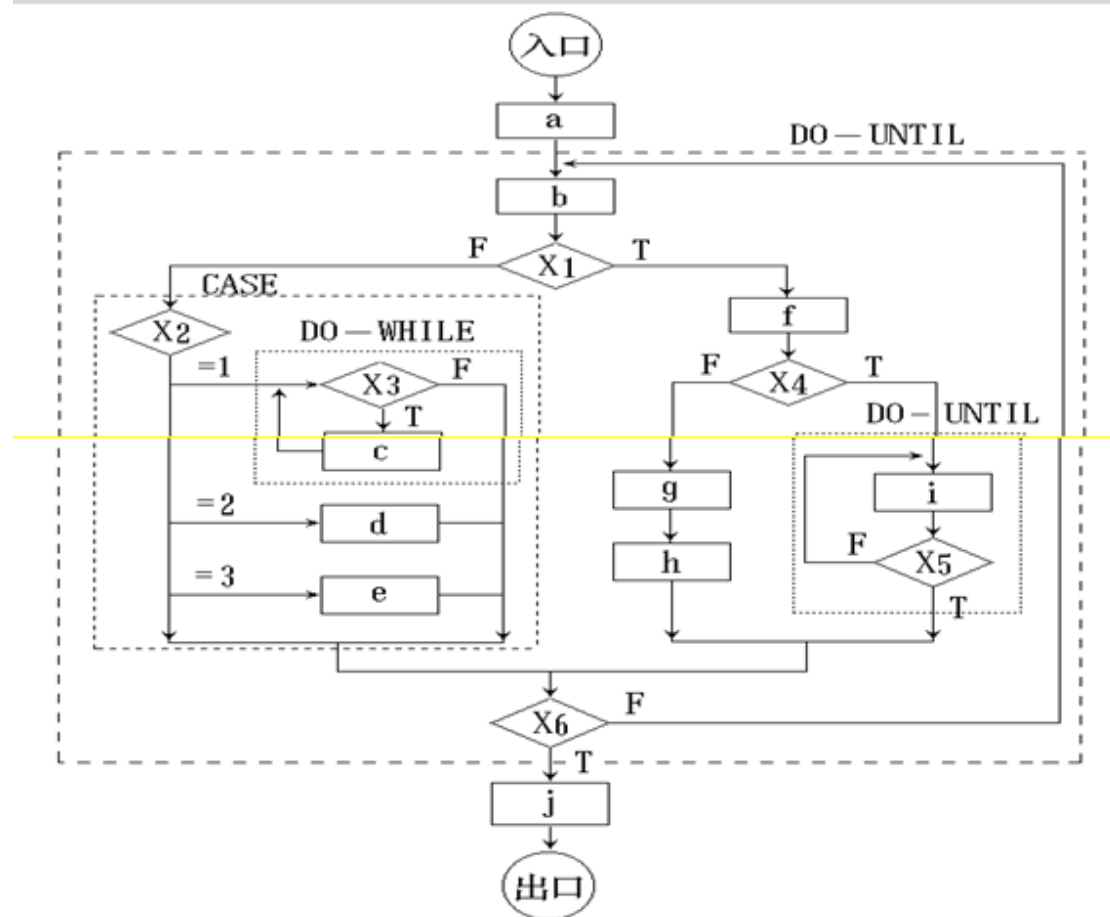 入口
a
DO－UNTIL
b
F
X1
T
CASE
X2
DO－WHILE
f
=1
X3
F
F
X4
T
T
DO－UNTIL
c
g
i
=2
d
F
h
X5
=3
e
T
X6
F
T
j
出口